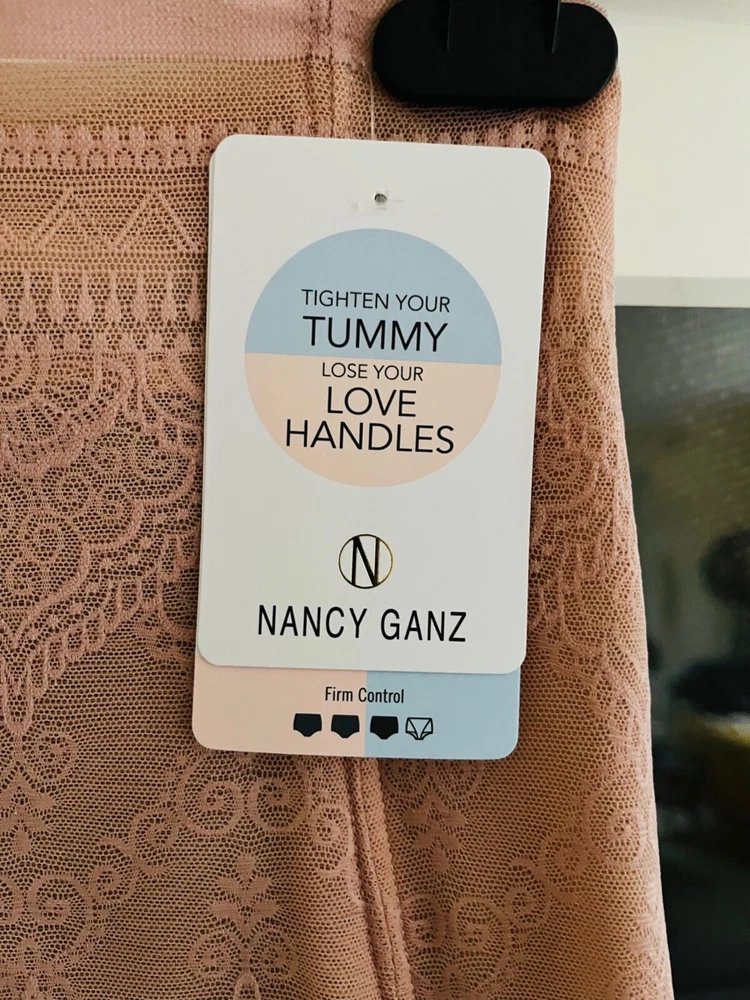 TIGHTEN YOUR
TUMMY
LOSE YOUR
LOVE
HANDLES
N
NANCY GANZ
Firm Control